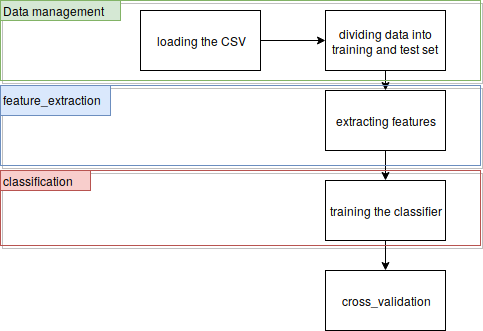 Data management
loading the CSV
dividing data into
training and test set
feature_extraction
extracting features
classification
training the classifier
cross_validation